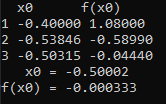 x0 f(x0)
1 -0.40000 1.08000
2 -0.53846 -0.58990
3 -0.50315 -0.04440
x0 = -0.50002
f(x0) = -0.000333